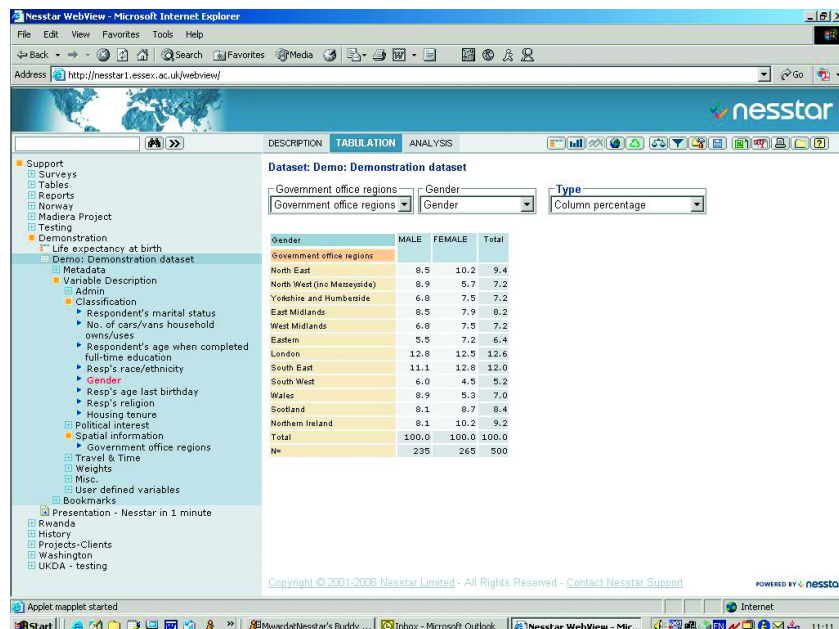 Nesstar WebView - Microsoft Internet Explorer
File Edit View Favorites Tools Help
Back Search Favorites Media
Address http://nesstar1.essex.ac.uk/webview/ Go
nesstar
DESCRIPTION TABULATION ANALYSIS
Support
Surveys
Tables
Reports
Norway
Madiera Project
Testing
Demonstration
Life expectancy at birth
Demo: Demonstration dataset
Metadata
Variable Description
Admin
Classification
Respondent's marital status
No. of cars/vans household
owns/uses
Respondent's age when completed
full-time education
Resp's race/ethnicity
Gender
Resp's age last birthday
Resp's religion
Housing tenure
Political interest
Spatial information
Government office regions
Travel & Time
Weights
Misc.
User defined variables
Bookmarks
Presentation - Nesstar in 1 minute
Rwanda
History
Projects-Clients
Washington
UKDA - testing
Dataset: Demo: Demonstration dataset
Government office regions Gender Type
Government office regions Gender Column percentage
Gender MALE FEMALE Total
Government office regions
North East 8.5 10.2 9.4
North West (inc Merseyside) 8.9 5.7 7.2
Yorkshire and Humberside 6.8 7.5 7.2
East Midlands 8.5 7.9 8.2
West Midlands 6.8 7.5 7.2
Eastern 5.5 7.2 6.4
London 12.8 12.5 12.6
South East 11.1 12.8 12.0
South West 6.0 4.5 5.2
Wales 8.9 5.3 7.0
Scotland 8.1 8.7 8.4
Northern Ireland 8.1 10.2 9.2
Total 100.0 100.0 100.0
N= 235 265 500
Copyright © 2001-2006 Nesstar Limited - All Rights Reserved - Contact Nesstar Support
POWERED BY nessta
Applet mapplet started Internet
Start MwardatNesstar's Buddy ... Inbox - Microsoft Outlook Nesstar WebView - Mic... EN 11:11